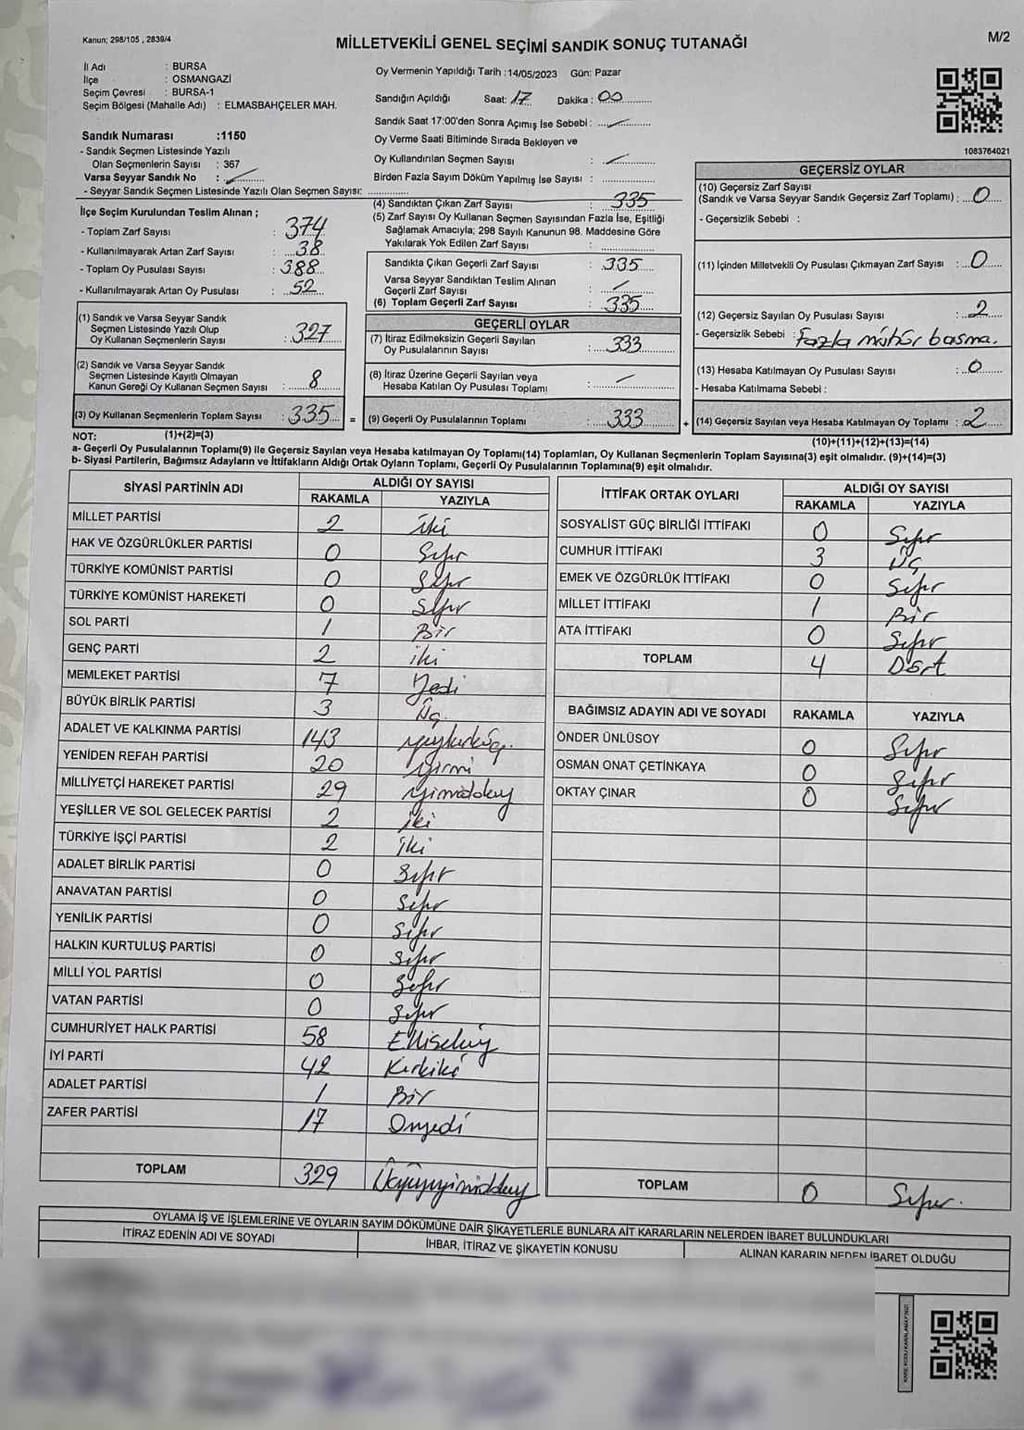 Kanun; 298/105 , 2839/4
MİLLETVEKİLİ GENEL SEÇİMİ SANDIK SONUÇ TUTANAĞI
M/2
İl Adı : BURSA
İlçe : OSMANGAZİ
Seçim Çevresi : BURSA-1
Seçim Bölgesi (Mahalle Adı) : ELMASBAHÇELER MAH.
Sandık Numarası :1150
- Sandık Seçmen Listesinde Yazılı
Olan Seçmenlerin Sayısı : 367
Varsa Seyyar Sandık No :
- Seyyar Sandık Seçmen Listesinde Yazılı Olan Seçmen Sayısı:
Oy Vermenin Yapıldığı Tarih :14/05/2023 Gün: Pazar
Sandığın Açıldığı Saat: 17 Dakika : 00
Sandık Saat 17:00'den Sonra Açımış İse Sebebi :
Oy Verme Saati Bitiminde Sırada Bekleyen ve
Oy Kullandırılan Seçmen Sayısı :
Birden Fazla Sayım Döküm Yapılmış İse Sayısı :
1083764021
İlçe Seçim Kurulundan Teslim Alınan ;
- Toplam Zarf Sayısı : 374
- Kullanılmayarak Artan Zarf Sayısı : 38
- Toplam Oy Pusulası Sayısı : 388
- Kullanılmayarak Artan Oy Pusulası : 52
(1) Sandık ve Varsa Seyyar Sandık
Seçmen Listesinde Yazılı Olup
Oy Kullanan Seçmenlerin Sayısı : 327
(2) Sandık ve Varsa Seyyar Sandık
Seçmen Listesinde Kayıtlı Olmayan
Kanun Gereği Oy Kullanan Seçmen Sayısı : 8
(3) Oy Kullanan Seçmenlerin Toplam Sayısı : 335 =
(4) Sandıktan Çıkan Zarf Sayısı : 335
(5) Zarf Sayısı Oy Kullanan Seçmen Sayısından Fazla İse, Eşitliği
Sağlamak Amacıyla; 298 Sayılı Kanunun 98. Maddesine Göre
Yakılarak Yok Edilen Zarf Sayısı :
Sandıkta Çıkan Geçerli Zarf Sayısı : 335
Varsa Seyyar Sandıktan Teslim Alınan
Geçerli Zarf Sayısı :
(6) Toplam Geçerli Zarf Sayısı : 335
GEÇERLİ OYLAR
(7) İtiraz Edilmeksizin Geçerli Sayılan
Oy Pusulalarının Sayısı : 333
(8) İtiraz Üzerine Geçerli Sayılan veya
Hesaba Katılan Oy Pusulası Toplamı :
(9) Geçerli Oy Pusulalarının Toplamı : 333 +
GEÇERSİZ OYLAR
(10) Geçersiz Zarf Sayısı
(Sandık ve Varsa Seyyar Sandık Geçersiz Zarf Toplamı) : 0
- Geçersizlik Sebebi :
(11) İçinden Milletvekili Oy Pusulası Çıkmayan Zarf Sayısı : 0
(12) Geçersiz Sayılan Oy Pusulası Sayısı : 2
- Geçersizlik Sebebi : Fazla mühür basma.
(13) Hesaba Katılmayan Oy Pusulası Sayısı : 0
- Hesaba Katılmama Sebebi :
(14) Geçersiz Sayılan veya Hesaba Katılmayan Oy Toplamı : 2
NOT: (1)+(2)=(3)
(10)+(11)+(12)+(13)=(14)
a- Geçerli Oy Pusulalarının Toplamı(9) ile Geçersiz Sayılan veya Hesaba katılmayan Oy Toplamı(14) Toplamları, Oy Kullanan Seçmenlerin Toplam Sayısına(3) eşit olmalıdır. (9)+(14)=(3)
b- Siyasi Partilerin, Bağımsız Adayların ve İttifakların Aldığı Ortak Oyların Toplamı, Geçerli Oy Pusulalarının Toplamına(9) eşit olmalıdır.
SİYASİ PARTİNİN ADI ALDIĞI OY SAYISI
RAKAMLA YAZIYLA
MİLLET PARTİSİ 2 iki
HAK VE ÖZGÜRLÜKLER PARTİSİ 0 Sıfır
TÜRKİYE KOMÜNİST PARTİSİ 0 Sıfır
TÜRKİYE KOMÜNİST HAREKETİ 0 Sıfır
SOL PARTİ 1 Bir
GENÇ PARTİ 2 iki
MEMLEKET PARTİSİ 7 Yedi
BÜYÜK BİRLİK PARTİSİ 3 Üç
ADALET VE KALKINMA PARTİSİ 143 yüzkırküç.
YENİDEN REFAH PARTİSİ 20 yirmi
MİLLİYETÇİ HAREKET PARTİSİ 29 yirmidokuz
YEŞİLLER VE SOL GELECEK PARTİSİ 2 iki
TÜRKİYE İŞÇİ PARTİSİ 2 iki
ADALET BİRLİK PARTİSİ 0 Sıfır
ANAVATAN PARTİSİ 0 Sıfır
YENİLİK PARTİSİ 0 Sıfır
HALKIN KURTULUŞ PARTİSİ 0 Sıfır
MİLLİ YOL PARTİSİ 0 Sıfır
VATAN PARTİSİ 0 Sıfır
CUMHURİYET HALK PARTİSİ 58 Ellisekiz
İYİ PARTİ 42 Kırkiki
ADALET PARTİSİ 1 Bir
ZAFER PARTİSİ 17 Onyedi
TOPLAM 329 Üçyüzyirmidokuz
İTTİFAK ORTAK OYLARI ALDIĞI OY SAYISI
RAKAMLA YAZIYLA
SOSYALİST GÜÇ BİRLİĞİ İTTİFAKI 0 Sıfır
CUMHUR İTTİFAKI 3 Üç
EMEK VE ÖZGÜRLÜK İTTİFAKI 0 Sıfır
MİLLET İTTİFAKI 1 Bir
ATA İTTİFAKI 0 Sıfır
TOPLAM 4 Dört
BAĞIMSIZ ADAYIN ADI VE SOYADI RAKAMLA YAZIYLA
ÖNDER ÜNLÜSOY 0 Sıfır
OSMAN ONAT ÇETİNKAYA 0 Sıfır
OKTAY ÇINAR 0 Sıfır
TOPLAM 0 Sıfır.
OYLAMA İŞ VE İŞLEMLERİNE VE OYLARIN SAYIM DÖKÜMÜNE DAİR ŞİKAYETLERLE BUNLARA AİT KARARLARIN NELERDEN İBARET BULUNDUKLARI
İTİRAZ EDENİN ADI VE SOYADI İHBAR, İTİRAZ VE ŞİKAYETİN KONUSU ALINAN KARARIN NEDEN İBARET OLDUĞU